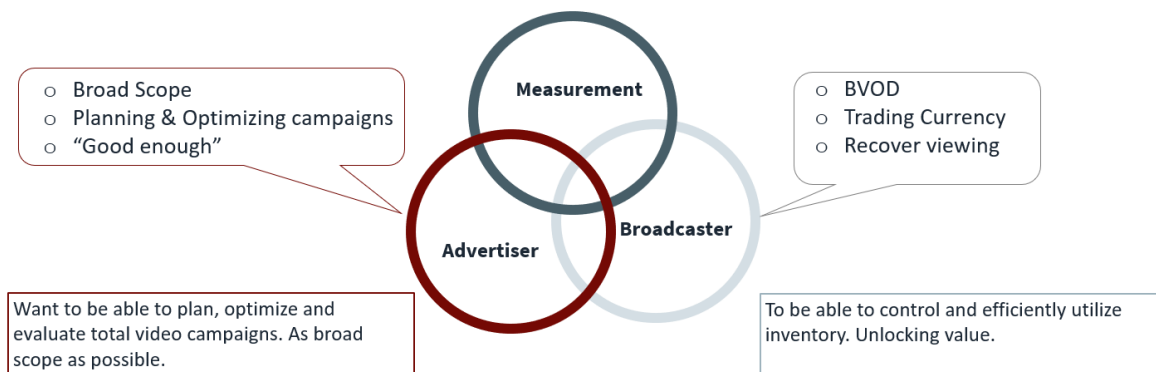 Measurement
o Broad Scope
o Planning & Optimizing campaigns
o “Good enough”
o BVOD
o Trading Currency
o Recover viewing
Advertiser
Broadcaster
Want to be able to plan, optimize and
evaluate total video campaigns. As broad
scope as possible.
To be able to control and efficiently utilize
inventory. Unlocking value.